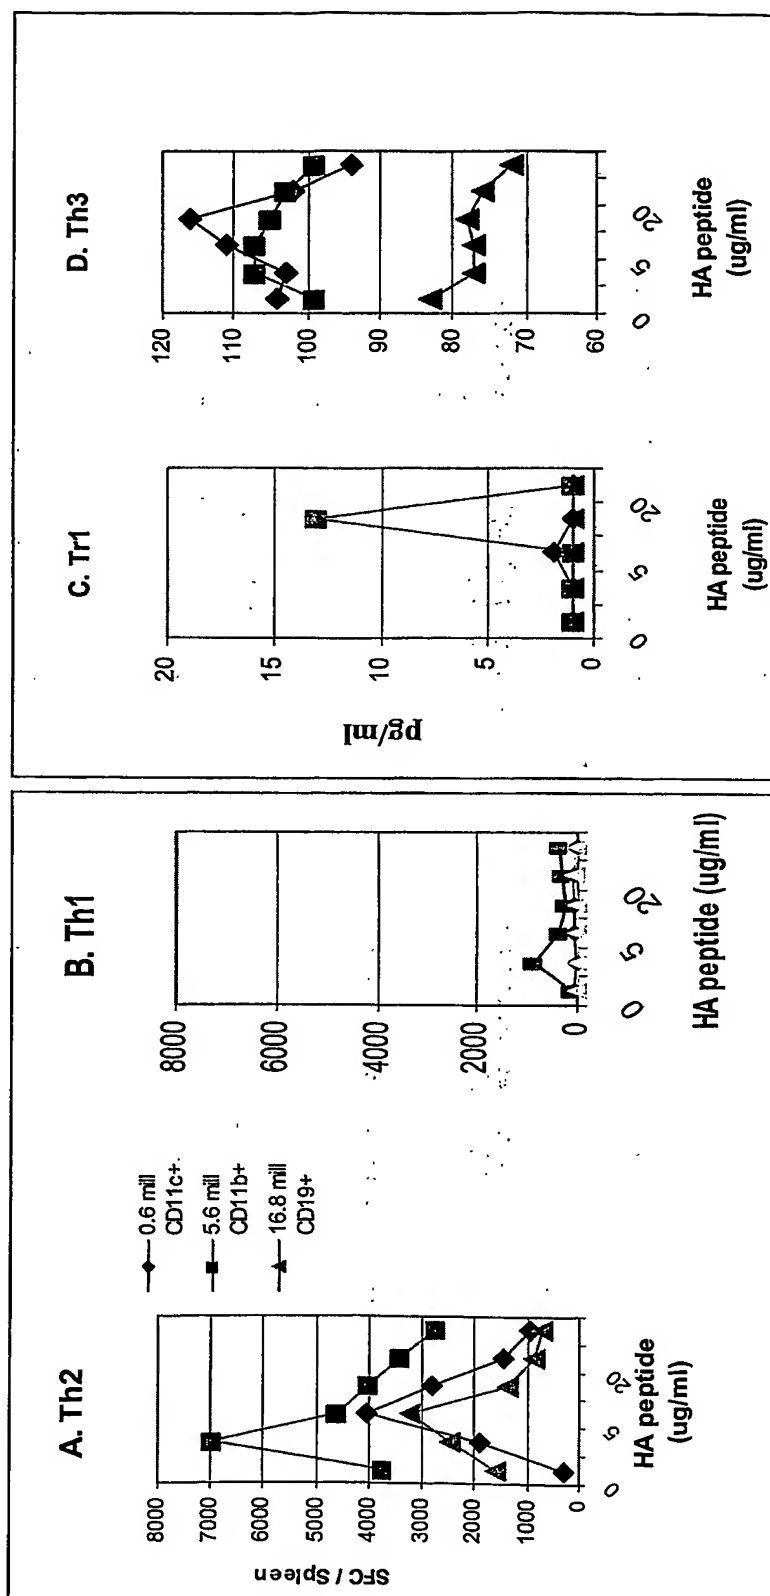 A. Th2
8000
7000
6000
5000
4000
3000
2000
1000
0
SFC / Spleen
0
5
20
HA peptide
(ug/ml)
0.6 mill
CD11c+
5.6 mill
CD11b+
16.8 mill
CD19+
B. Th1
8000
6000
4000
2000
0
0
5
20
HA peptide (ug/ml)
C. Tr1
20
15
10
5
0
pg/ml
0
5
20
HA peptide
(ug/ml)
D. Th3
120
110
100
90
80
70
60
0
5
20
HA peptide
(ug/ml)